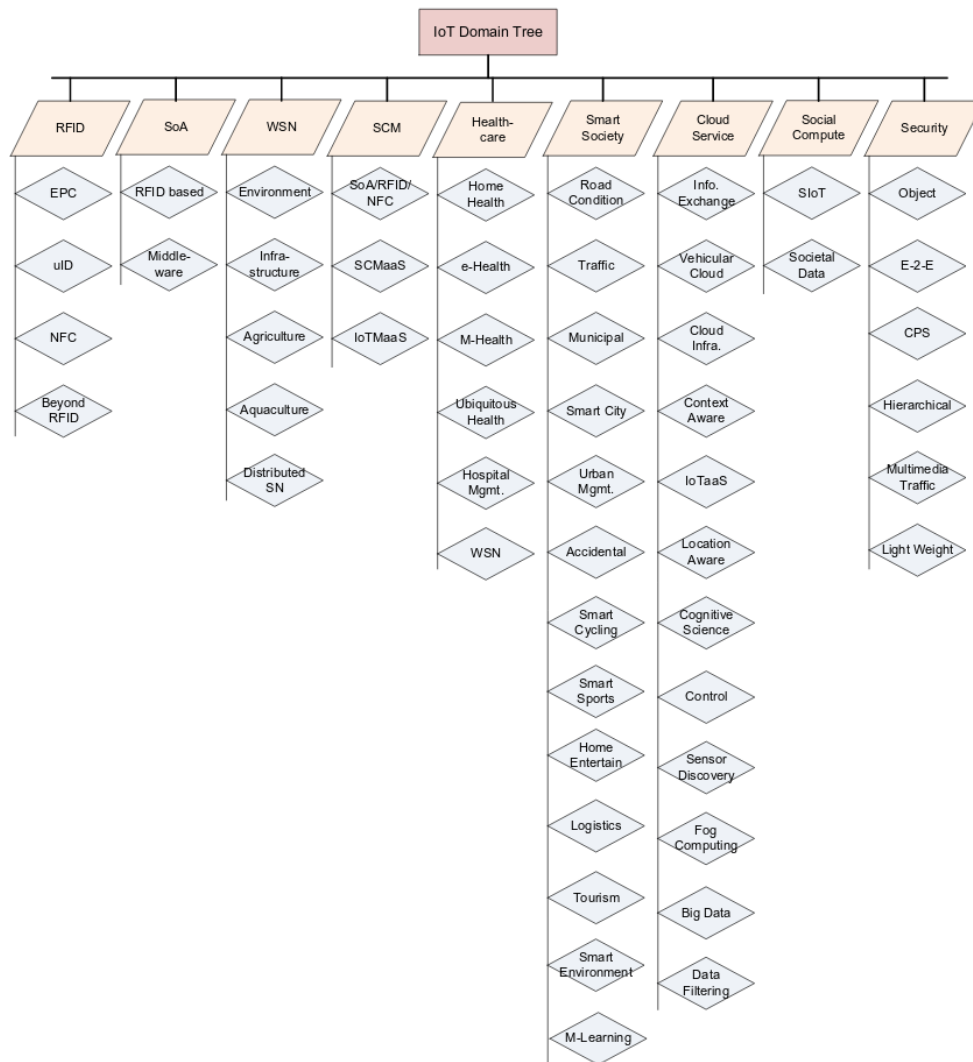 IoT Domain Tree
RFID
SoA
WSN
SCM
Health-
care
Smart
Society
Cloud
Service
Social
Compute
Security
EPC
uID
NFC
Beyond
RFID
RFID based
Middle-
ware
Environment
Infra-
structure
Agriculture
Aquaculture
Distributed
SN
SoA/RFID/
NFC
SCMaaS
IoTMaaS
Home
Health
e-Health
M-Health
Ubiquitous
Health
Hospital
Mgmt.
WSN
Road
Condition
Traffic
Municipal
Smart City
Urban
Mgmt.
Accidental
Smart
Cycling
Smart
Sports
Home
Entertain
Logistics
Tourism
Smart
Environment
M-Learning
Info.
Exchange
Vehicular
Cloud
Cloud
Infra.
Context
Aware
IoTaaS
Location
Aware
Cognitive
Science
Control
Sensor
Discovery
Fog
Computing
Big Data
Data
Filtering
SIoT
Societal
Data
Object
E-2-E
CPS
Hierarchical
Multimedia
Traffic
Light Weight